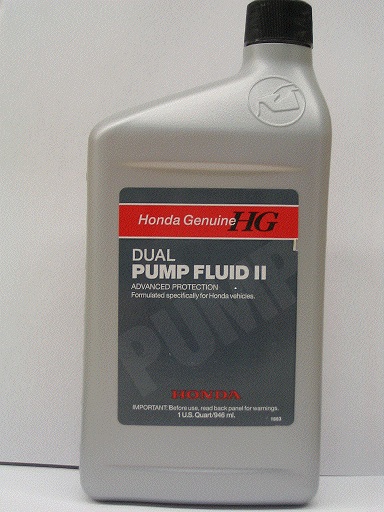 Honda Genuine HG
DUAL
PUMP FLUID II
ADVANCED PROTECTION
Formulated specifically for Honda vehicles.
PUMP
HONDA
IMPORTANT: Before use, read back panel for warnings.
1 U.S. Quart/946 ml.